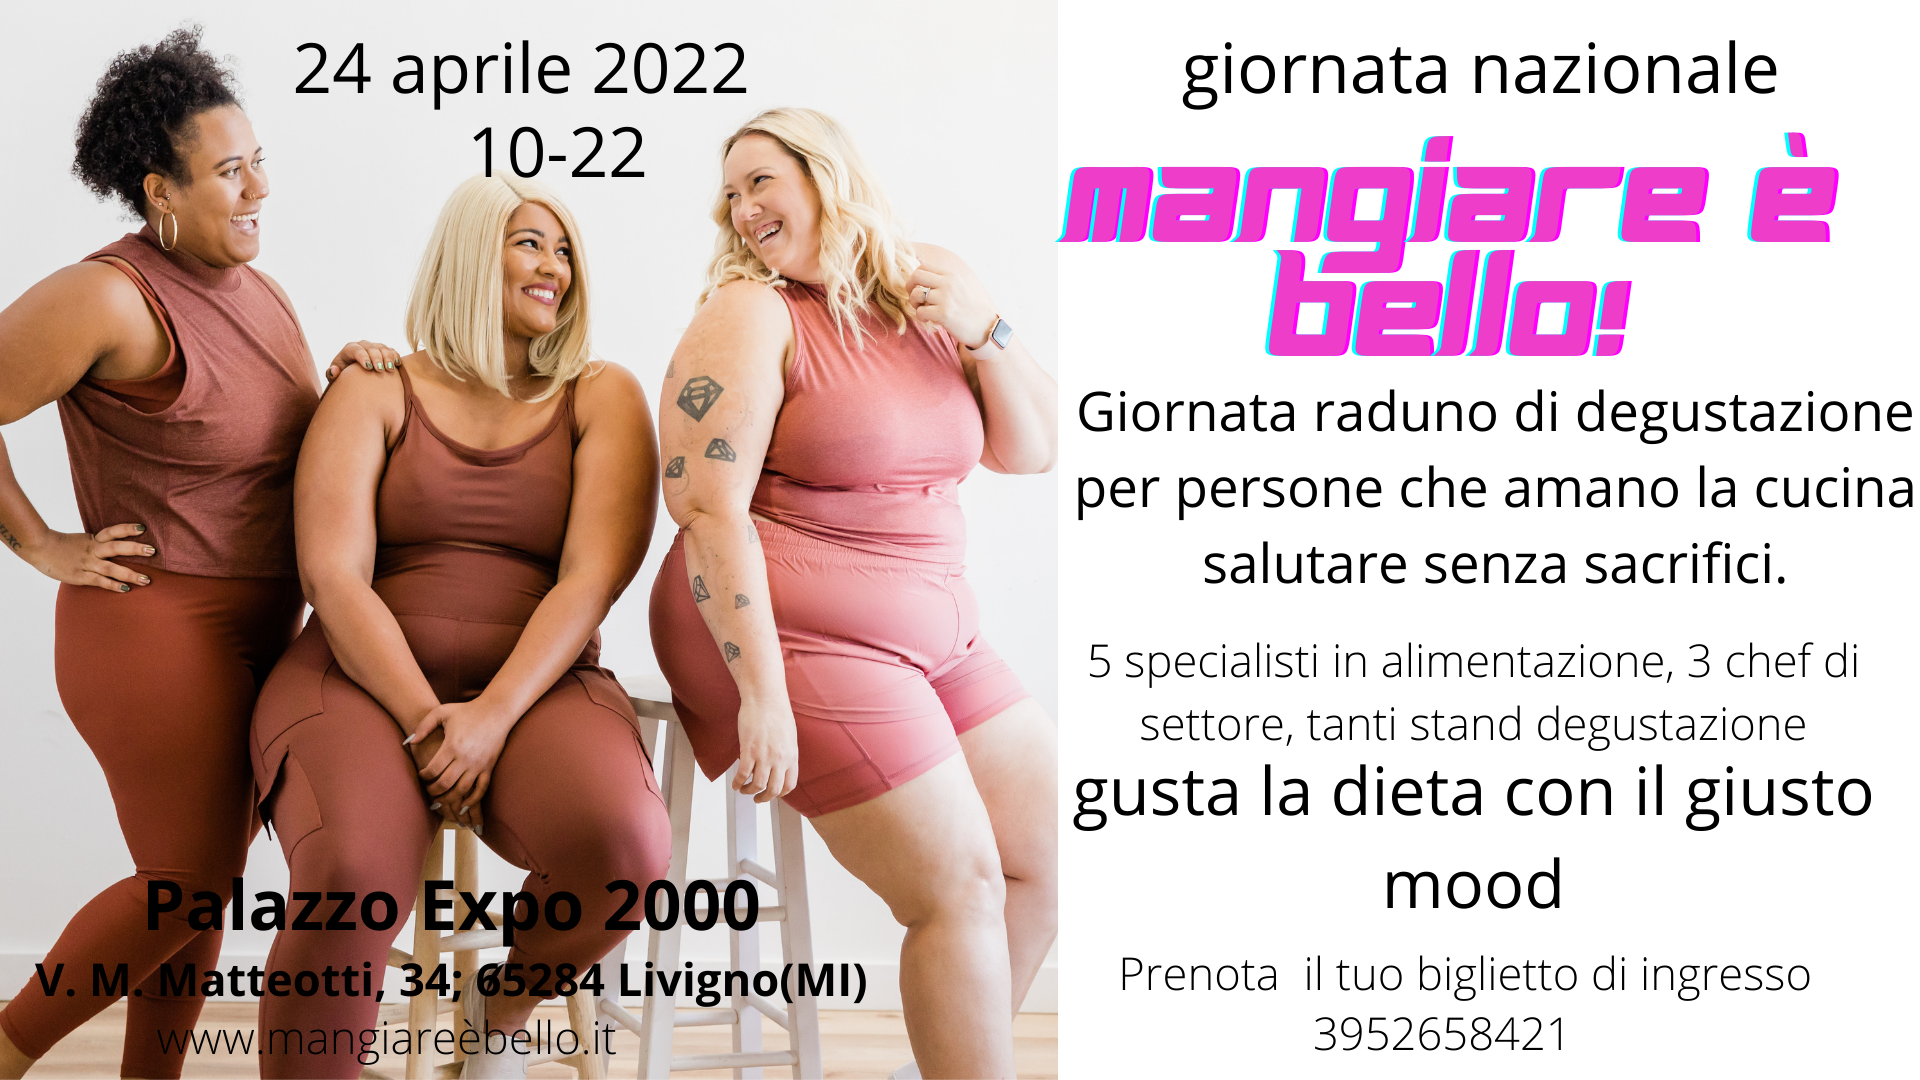 24 aprile 2022
10-22
Palazzo Expo 2000
V. M. Matteotti, 34; 65284 Livigno(MI)
www.mangiareèbello.it
giornata nazionale
mangiare è
bello!
Giornata raduno di degustazione
per persone che amano la cucina
salutare senza sacrifici.
5 specialisti in alimentazione, 3 chef di
settore, tanti stand degustazione
gusta la dieta con il giusto
mood
Prenota il tuo biglietto di ingresso
3952658421